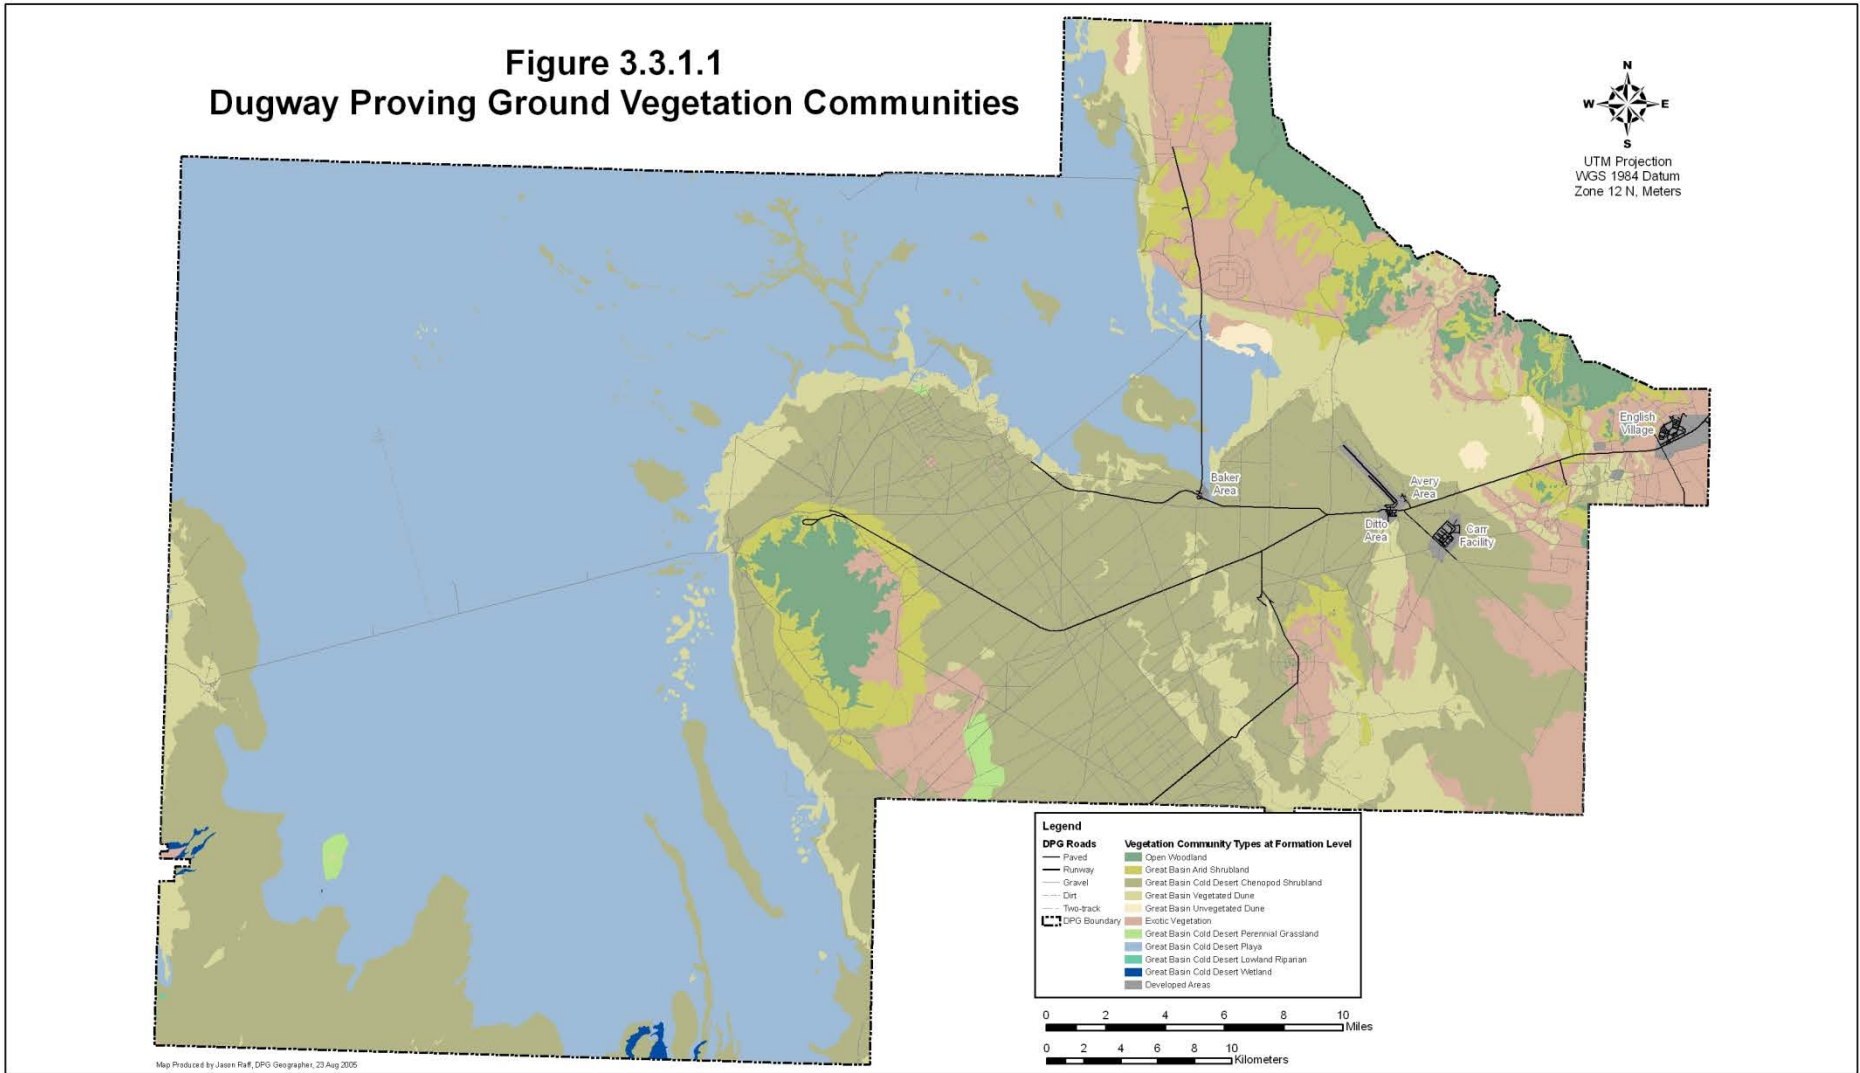 Figure 3.3.1.1
Dugway Proving Ground Vegetation Communities
N
W
E
S
UTM Projection
WGS 1984 Datum
Zone 12 N, Meters
English
Village
Baker
Area
Avery
Area
Ditto
Area
Carr
Facility
Legend
DPG Roads
Paved
Runway
Gravel
Dirt
Two-track
DPG Boundary
Vegetation Community Types at Formation Level
Open Woodland
Great Basin Arid Shrubland
Great Basin Cold Desert Chenopod Shrubland
Great Basin Vegetated Dune
Great Basin Unvegetated Dune
Exotic Vegetation
Great Basin Cold Desert Perennial Grassland
Great Basin Cold Desert Playa
Great Basin Cold Desert Lowland Riparian
Great Basin Cold Desert Wetland
Developed Areas
0 2 4 6 8 10
Miles
0 2 4 6 8 10
Kilometers
Map Produced by Jason Raff, DPG Geographer, 23 Aug 2005